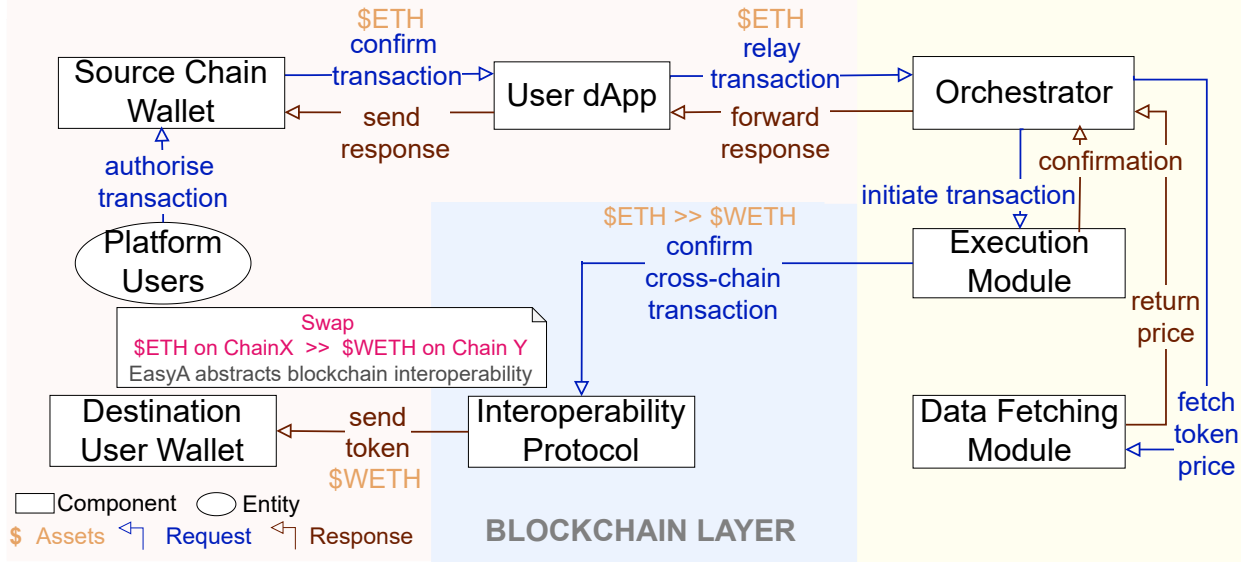 $ETH
confirm
transaction
$ETH
relay
transaction
Source Chain
Wallet
User dApp
Orchestrator
send
response
forward
response
authorise
transaction
confirmation
initiate transaction
Platform
Users
$ETH >> $WETH
confirm
cross-chain
transaction
Execution
Module
return
price
Swap
$ETH on ChainX >> $WETH on Chain Y
EasyA abstracts blockchain interoperability
Destination
User Wallet
send
token
$WETH
Interoperability
Protocol
Data Fetching
Module
fetch
token
price
Component
Entity
$ Assets
Request
Response
BLOCKCHAIN LAYER